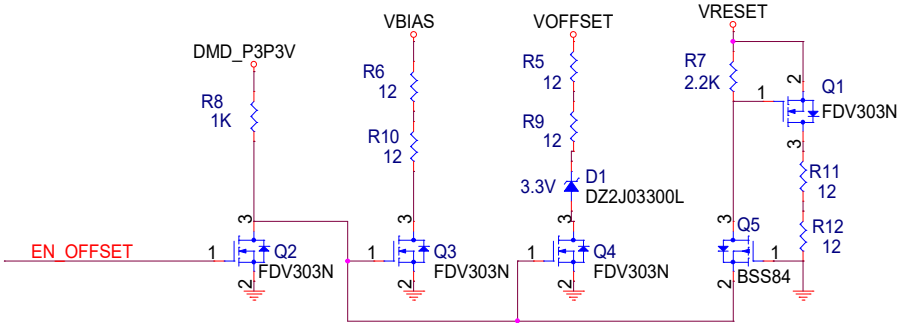 VRESET
VBIAS
VOFFSET
DMD_P3P3V
R7
2.2K
R5
12
R6
12
2
Q1
1
FDV303N
R8
1K
R9
12
R10
12
3
R11
12
3.3V
D1
DZ2J03300L
3
3
3
3
R12
12
EN_OFFSET
1
Q2
FDV303N
2
1
Q3
FDV303N
2
1
Q4
FDV303N
2
Q5
1
BSS84
2